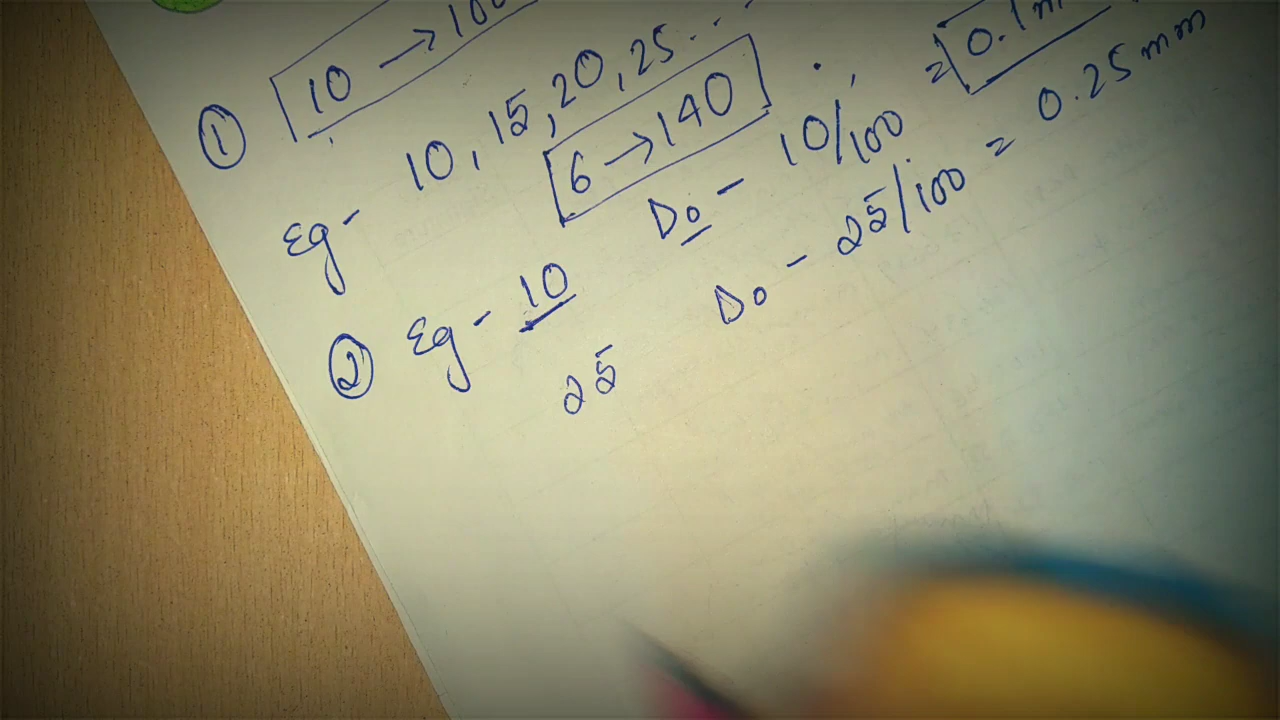 ① 10 → 100
Eg - 10, 15, 20, 25...
6 → 140
② Eg - 10 Do - 10/100 = 0.1
25 Do - 25/100 = 0.25 mm